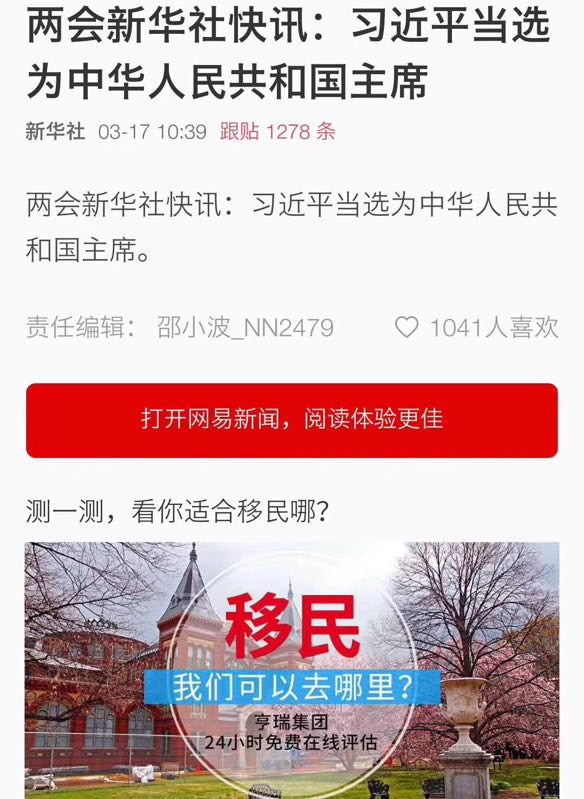 两会新华社快讯：习近平当选
为中华人民共和国主席
新华社 03-17 10:39 跟贴 1278 条
两会新华社快讯：习近平当选为中华人民共
和国主席。
责任编辑： 邵小波_NN2479 1041人喜欢
打开网易新闻，阅读体验更佳
测一测，看你适合移民哪？
移民
我们可以去哪里？
亨瑞集团
24小时免费在线评估